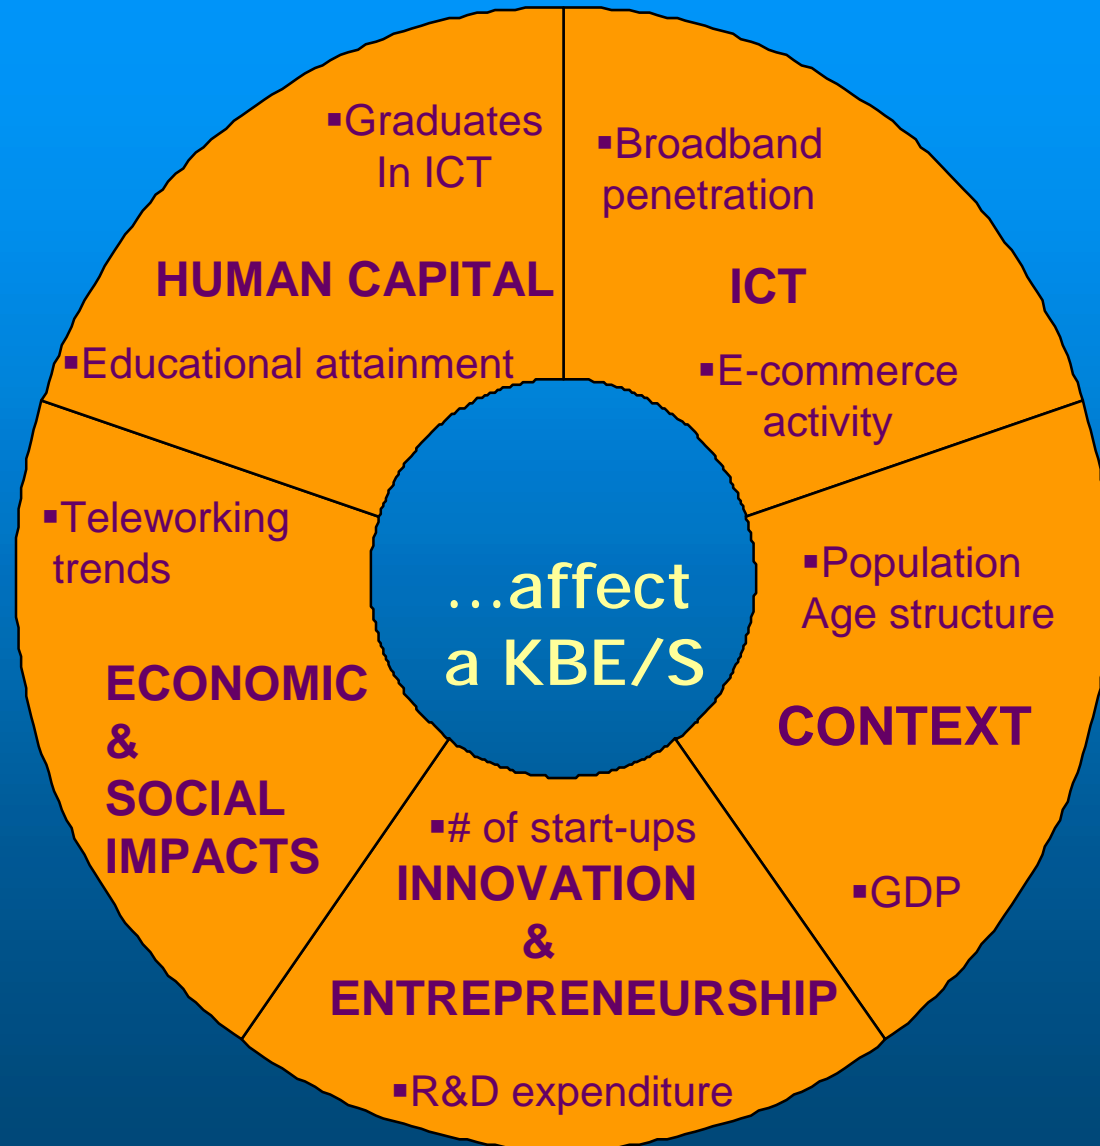 ▪Graduates
In ICT
HUMAN CAPITAL
▪Educational attainment
▪Broadband
penetration
ICT
▪E-commerce
activity
▪Population
Age structure
CONTEXT
▪GDP
▪# of start-ups
INNOVATION
&
ENTREPRENEURSHIP
▪R&D expenditure
▪Teleworking
trends
ECONOMIC
&
SOCIAL
IMPACTS
...affect
a KBE/S